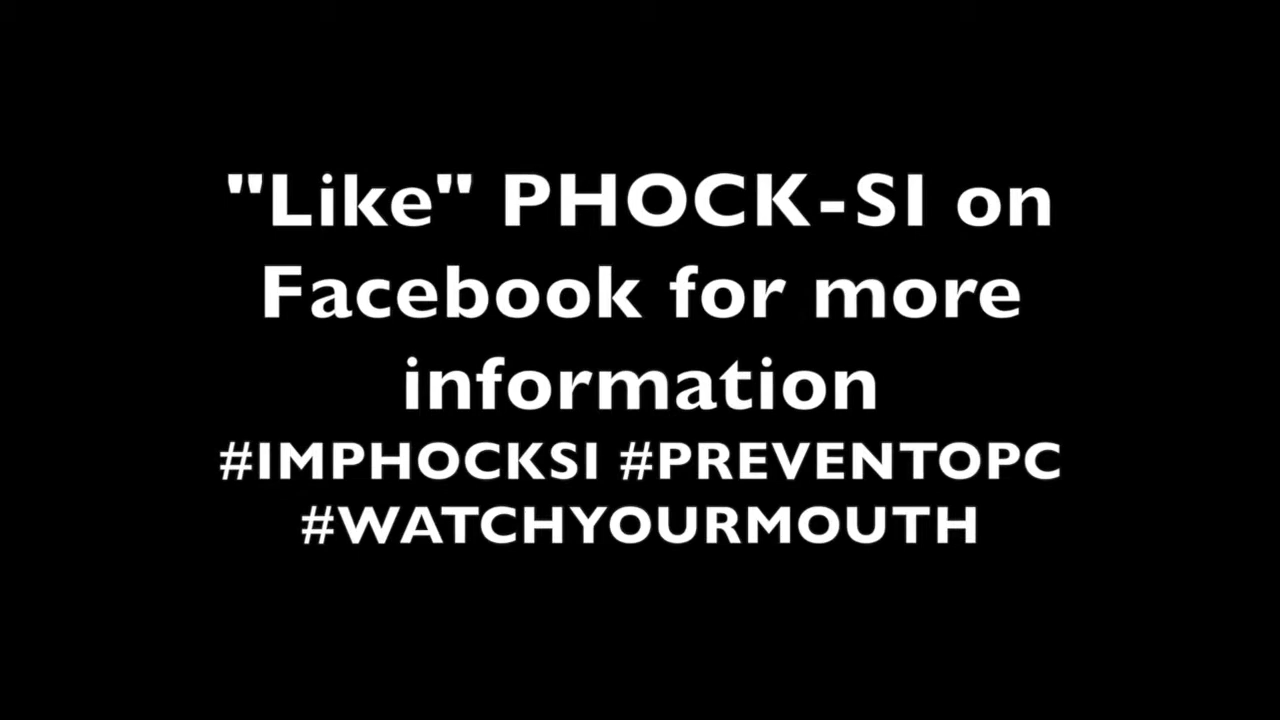 "Like" PHOCK-SI on
Facebook for more
information
#IMPHOCKSI #PREVENTOPC
#WATCHYOURMOUTH